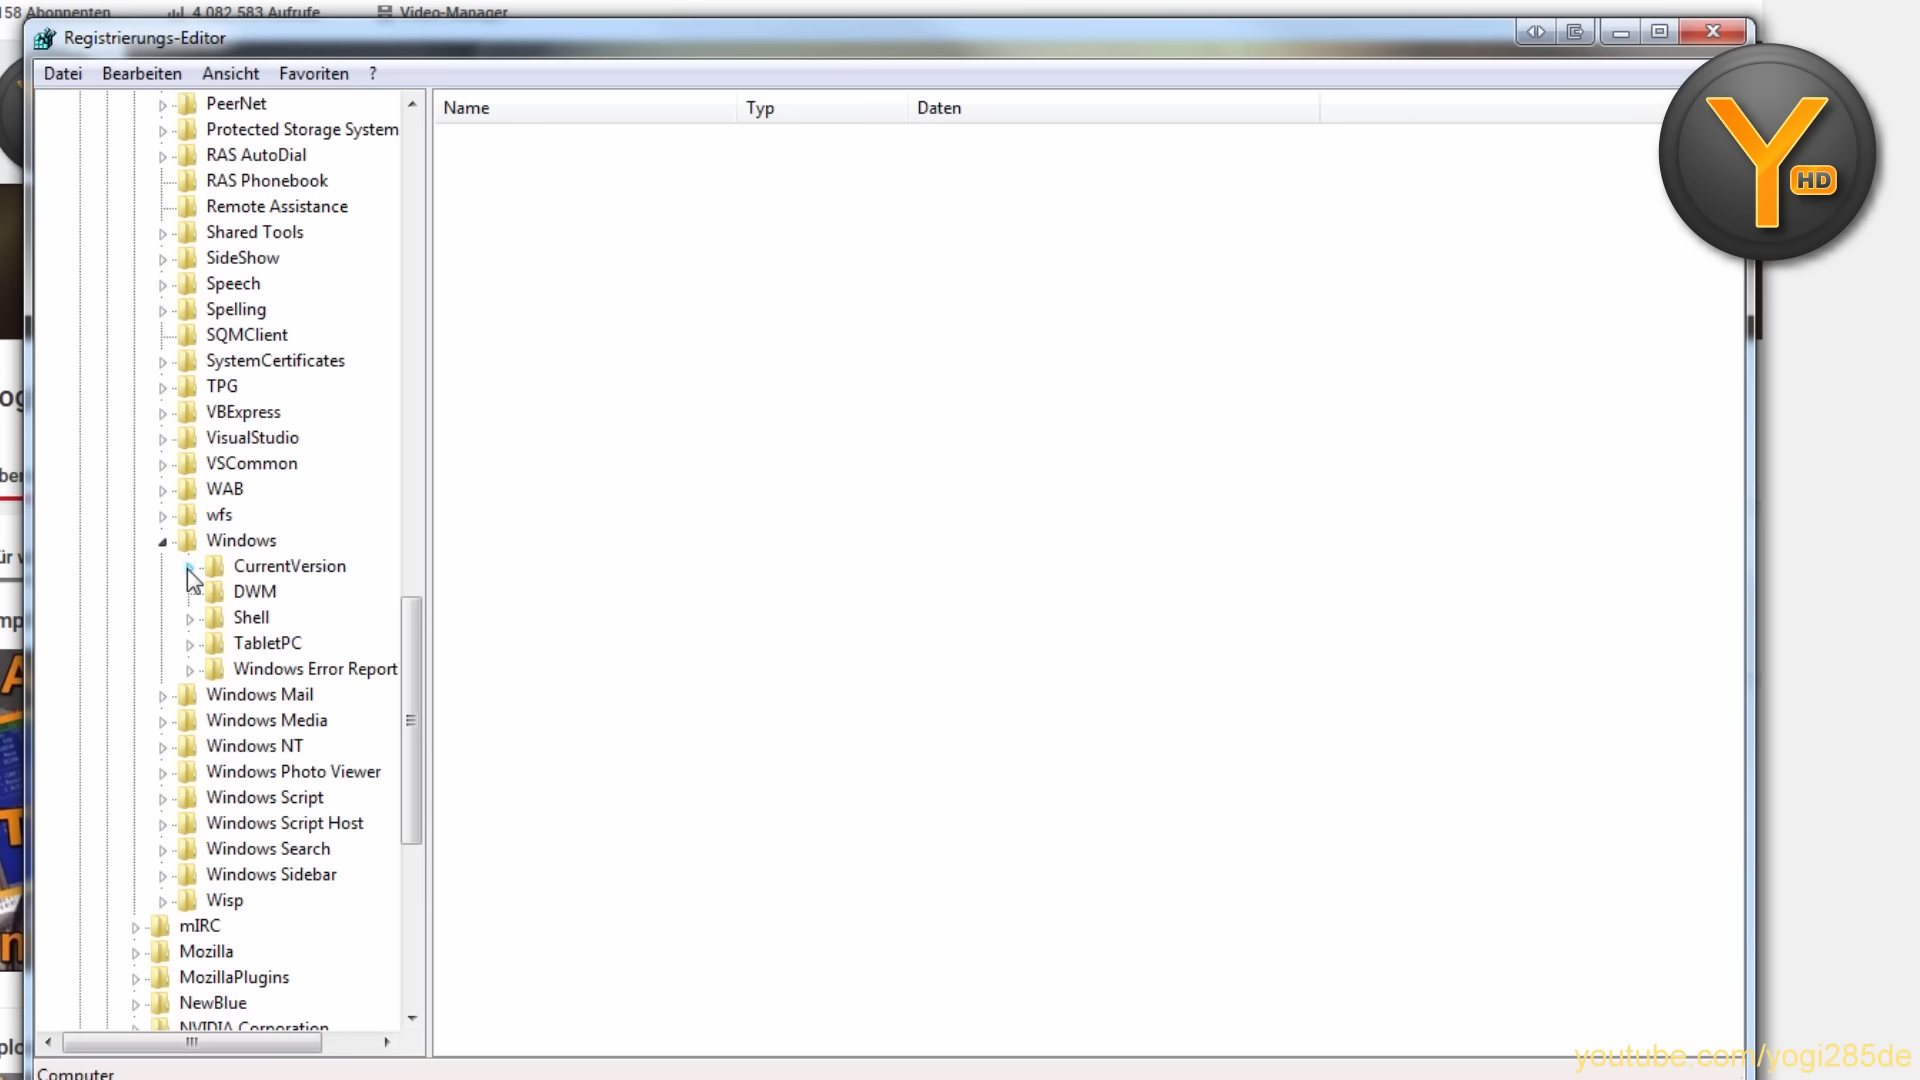 158 Abonnenten 4.082.583 Aufrufe Video-Manager
Registrierungs-Editor
Datei Bearbeiten Ansicht Favoriten ?
Name Typ Daten
PeerNet
Protected Storage System
RAS AutoDial
RAS Phonebook
Remote Assistance
Shared Tools
SideShow
Speech
Spelling
SQMClient
SystemCertificates
TPG
VBExpress
VisualStudio
VSCommon
WAB
wfs
Windows
CurrentVersion
DWM
Shell
TabletPC
Windows Error Report
Windows Mail
Windows Media
Windows NT
Windows Photo Viewer
Windows Script
Windows Script Host
Windows Search
Windows Sidebar
Wisp
mIRC
Mozilla
MozillaPlugins
NewBlue
NVIDIA Corporation
Computer
Y HD
youtube.com/yogi285de